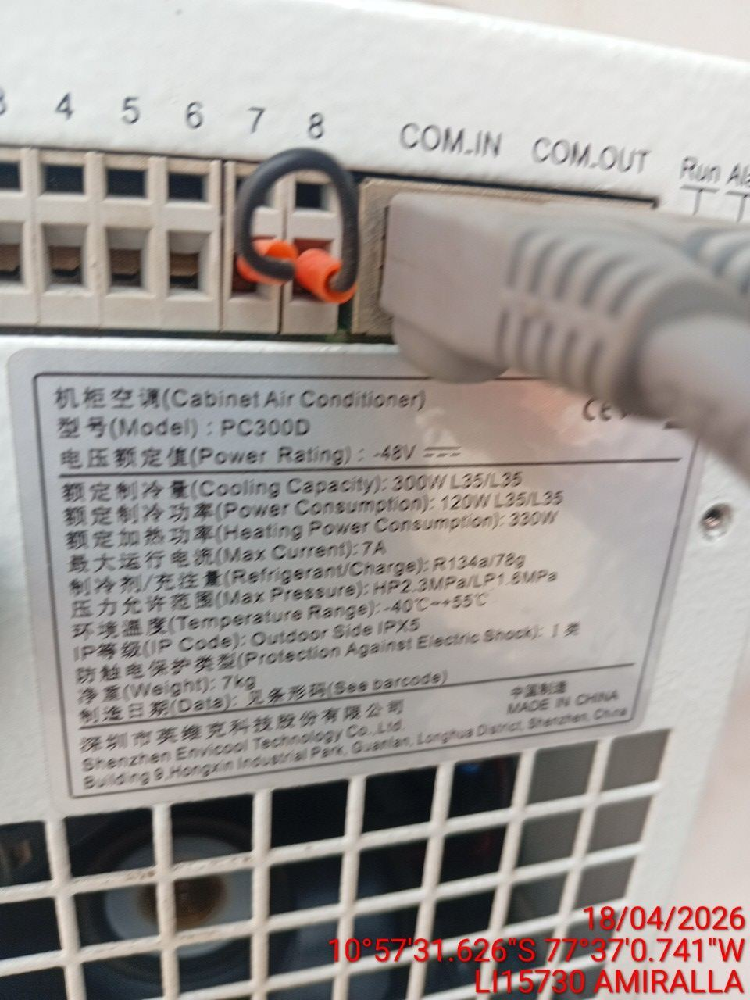 4 5 6 7 8 COM.IN COM.OUT Run
机柜空调(Cabinet Air Conditioner) CE
型号(Model) : PC300D
电压额定值(Power Rating) : -48V
额定制冷量(Cooling Capacity): 300W L35/L35
额定制冷功率(Power Consumption): 120W L35/L35
额定加热功率(Heating Power Consumption): 330W
最大运行电流(Max Current): 7A
制冷剂/充注量(Refrigerant/Charge): R134a/78g
压力允许范围(Max Pressure): HP2.3MPa/LP1.6MPa
环境温度(Temperature Range): -40℃~+55℃
IP等级(IP Code): Outdoor Side IPX5
防触电保护类型(Protection Against Electric Shock): I 类
净重(Weight): 7kg
制造日期(Data): 见条形码(See barcode)
中国制造
MADE IN CHINA
深圳市英维克科技股份有限公司
Shenzhen Envicool Technology Co.,Ltd.
Building 9,Hongxin Industrial Park, Guanlan, Longhua District, Shenzhen, China
18/04/2026
10°57'31.626"S 77°37'0.741"W
LI15730 AMIRALLA